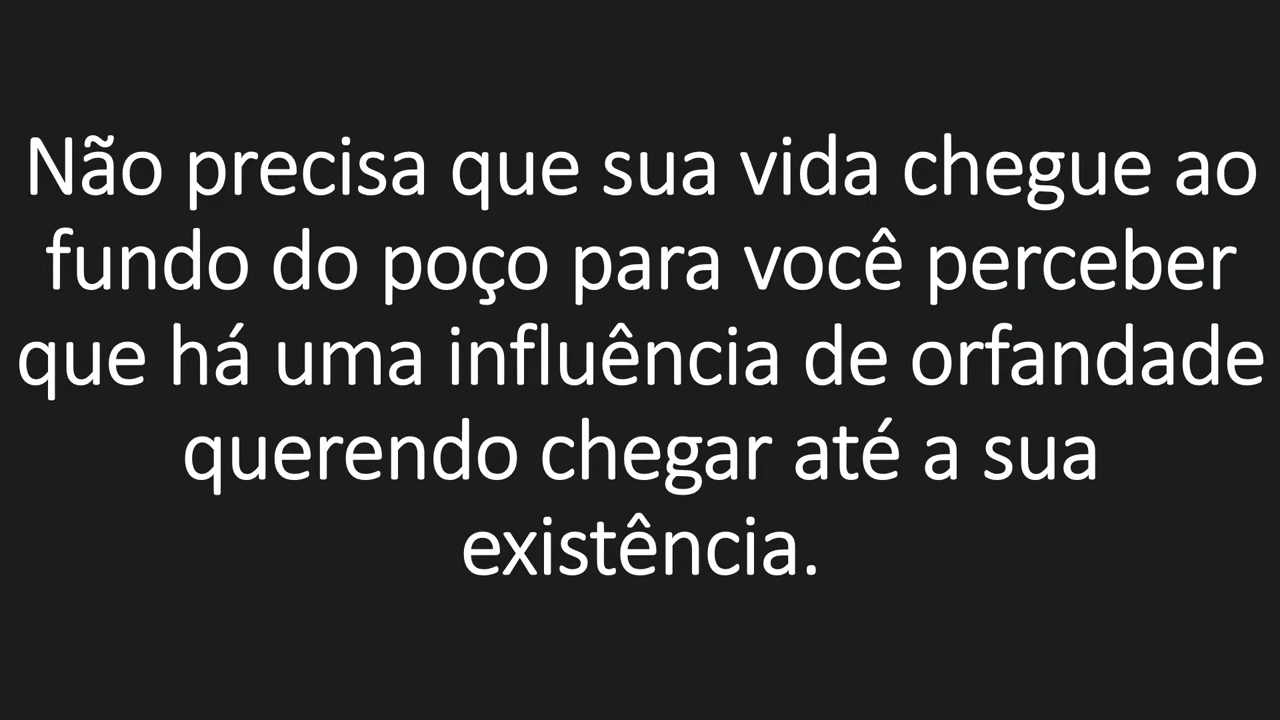 Não precisa que sua vida chegue ao
fundo do poço para você perceber
que há uma influência de orfandade
querendo chegar até a sua
existência.